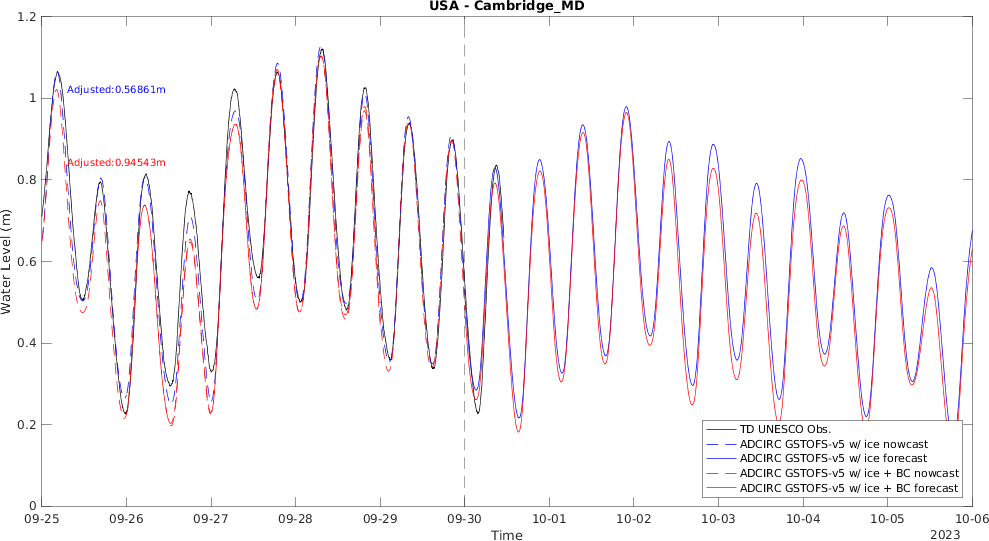 USA - Cambridge_MD
1.2
1
0.8
0.6
0.4
0.2
0
Water Level (m)
Adjusted:0.56861m
Adjusted:0.94543m
TD UNESCO Obs.
ADCIRC GSTOFS-v5 w/ ice nowcast
ADCIRC GSTOFS-v5 w/ ice forecast
ADCIRC GSTOFS-v5 w/ ice + BC nowcast
ADCIRC GSTOFS-v5 w/ ice + BC forecast
09-25 09-26 09-27 09-28 09-29 09-30 10-01 10-02 10-03 10-04 10-05 10-06
Time
2023